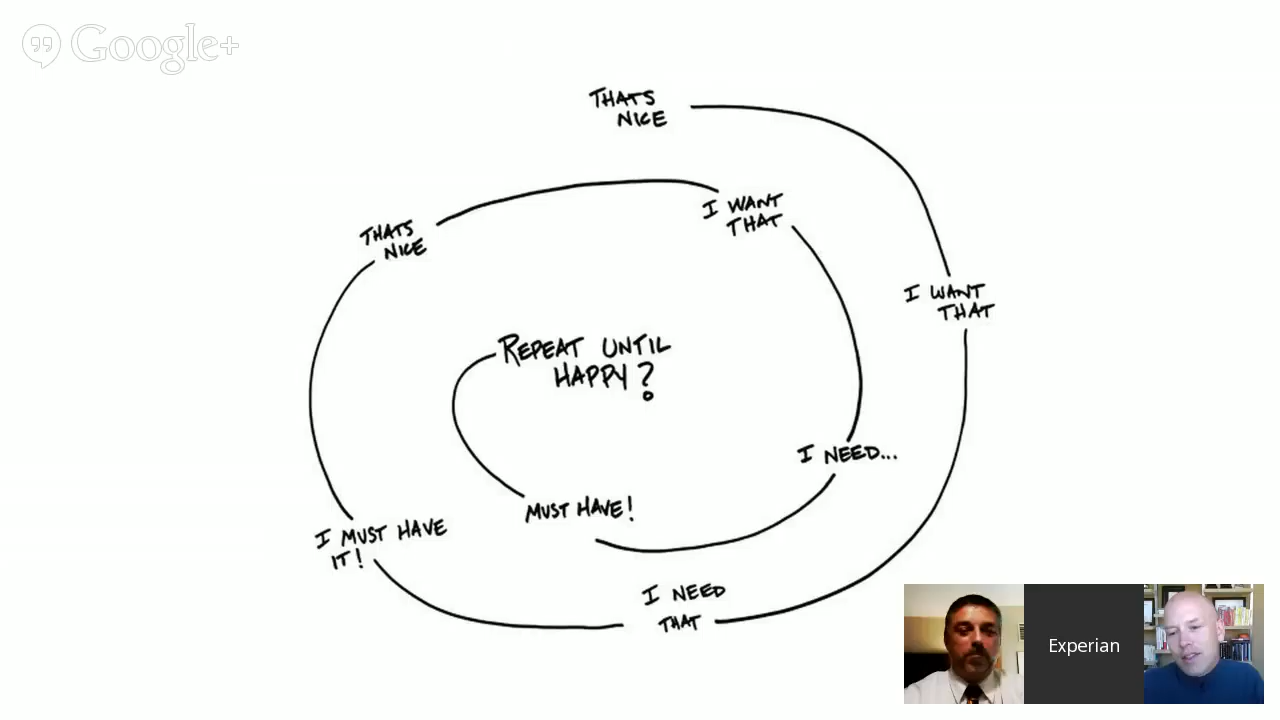 Google+
THATS
NICE
I WANT
THAT
THATS
NICE
I WANT
THAT
REPEAT UNTIL
HAPPY?
I NEED...
MUST HAVE!
I MUST HAVE
IT!
I NEED
THAT
Experian